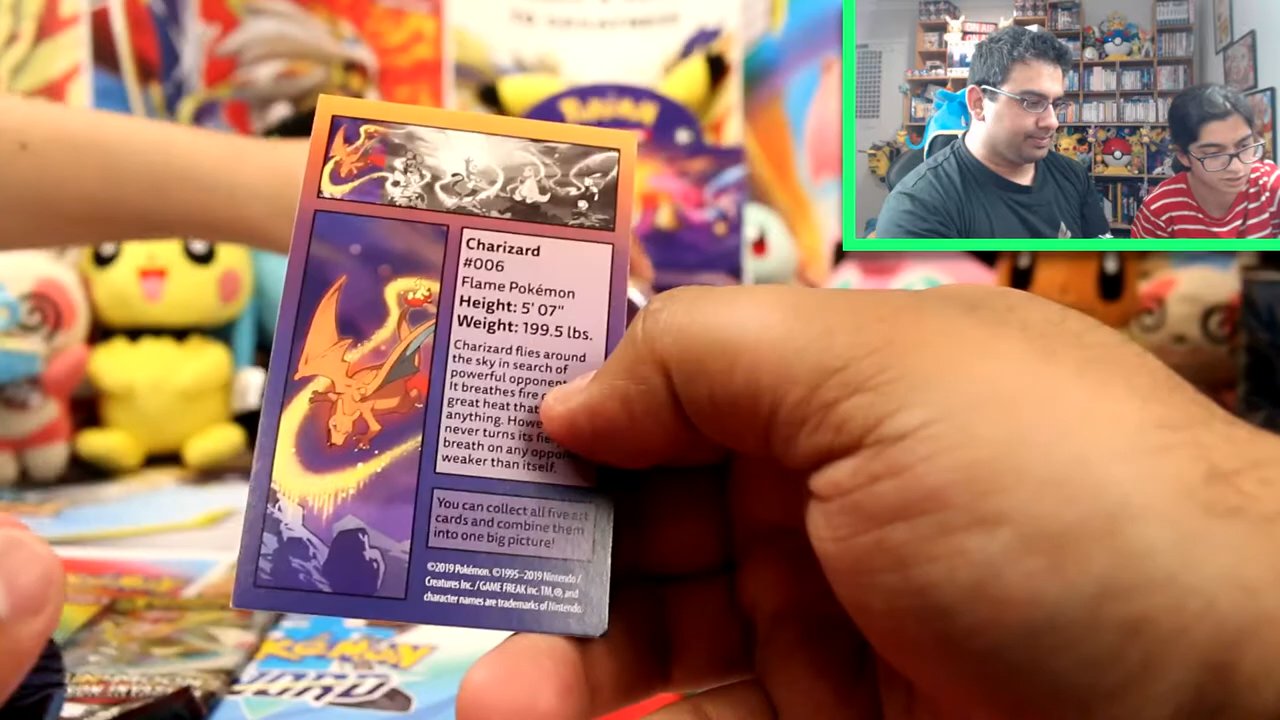 Charizard
#006
Flame Pokémon
Height: 5' 07"
Weight: 199.5 lbs.
Charizard flies around
the sky in search of
powerful
It breathes fire
great heat that
anything.
never turns its
breath on any
weaker than itself.
You can collect all five art
cards and combine them
into one big picture!
©2019 Pokémon. ©1995–2019 Nintendo /
Creatures Inc. / GAME FREAK inc. TM, ®, and
character names are trademarks of Nintendo.
POKÉMON